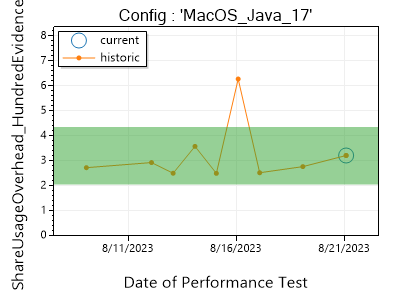 Config : 'MacOS_Java_17'
ShareUsageOverhead_HundredEvidence
8
7
6
5
4
3
2
1
0
current
historic
8/11/2023
8/16/2023
8/21/2023
Date of Performance Test